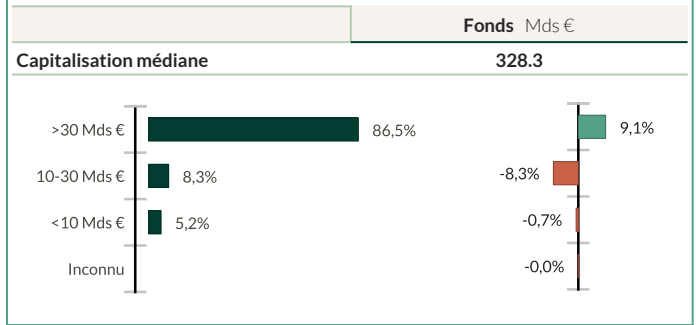 Fonds Mds €
Capitalisation médiane 328.3
>30 Mds € 86,5% 9,1%
10-30 Mds € 8,3% -8,3%
<10 Mds € 5,2% -0,7%
Inconnu -0,0%